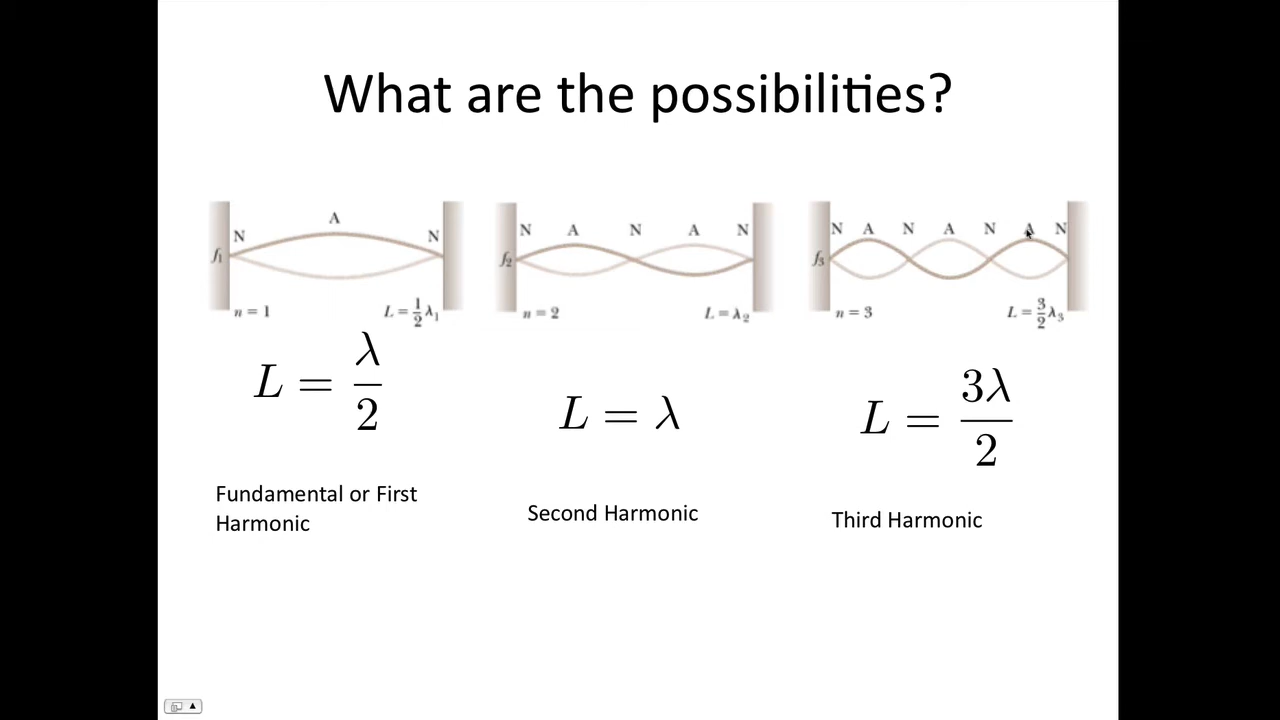 What are the possibilities?
N A N
f₁
n = 1 L = 1/2 λ₁
N A N A N
f₂
n = 2 L = λ₂
N A N A N A N
f₃
n = 3 L = 3/2 λ₃
L = λ/2
L = λ
L = 3λ/2
Fundamental or First
Harmonic
Second Harmonic
Third Harmonic